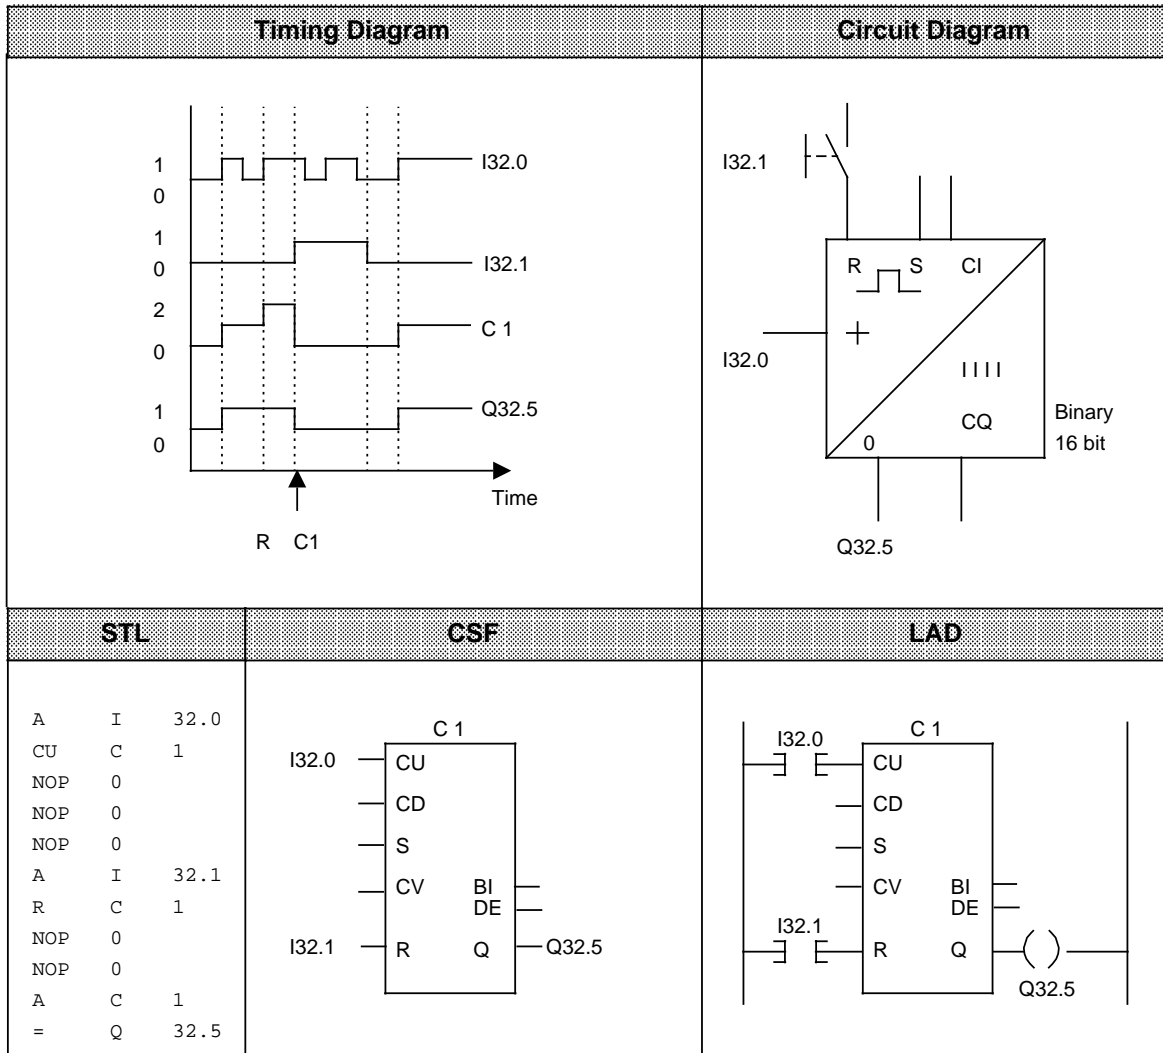 Timing Diagram
Circuit Diagram
1
0
I32.0
1
0
I32.1
2
0
C 1
1
0
Q32.5
Time
R C1
I32.1
R S CI
I32.0
+
I I I I
CQ
0
Binary
16 bit
Q32.5
STL
CSF
LAD
A I 32.0
CU C 1
NOP 0
NOP 0
NOP 0
A I 32.1
R C 1
NOP 0
NOP 0
A C 1
= Q 32.5
C 1
I32.0 CU
CD
S
CV BI
DE
I32.1 R Q Q32.5
C 1
I32.0
CU
CD
S
CV BI
DE
I32.1
R Q
Q32.5